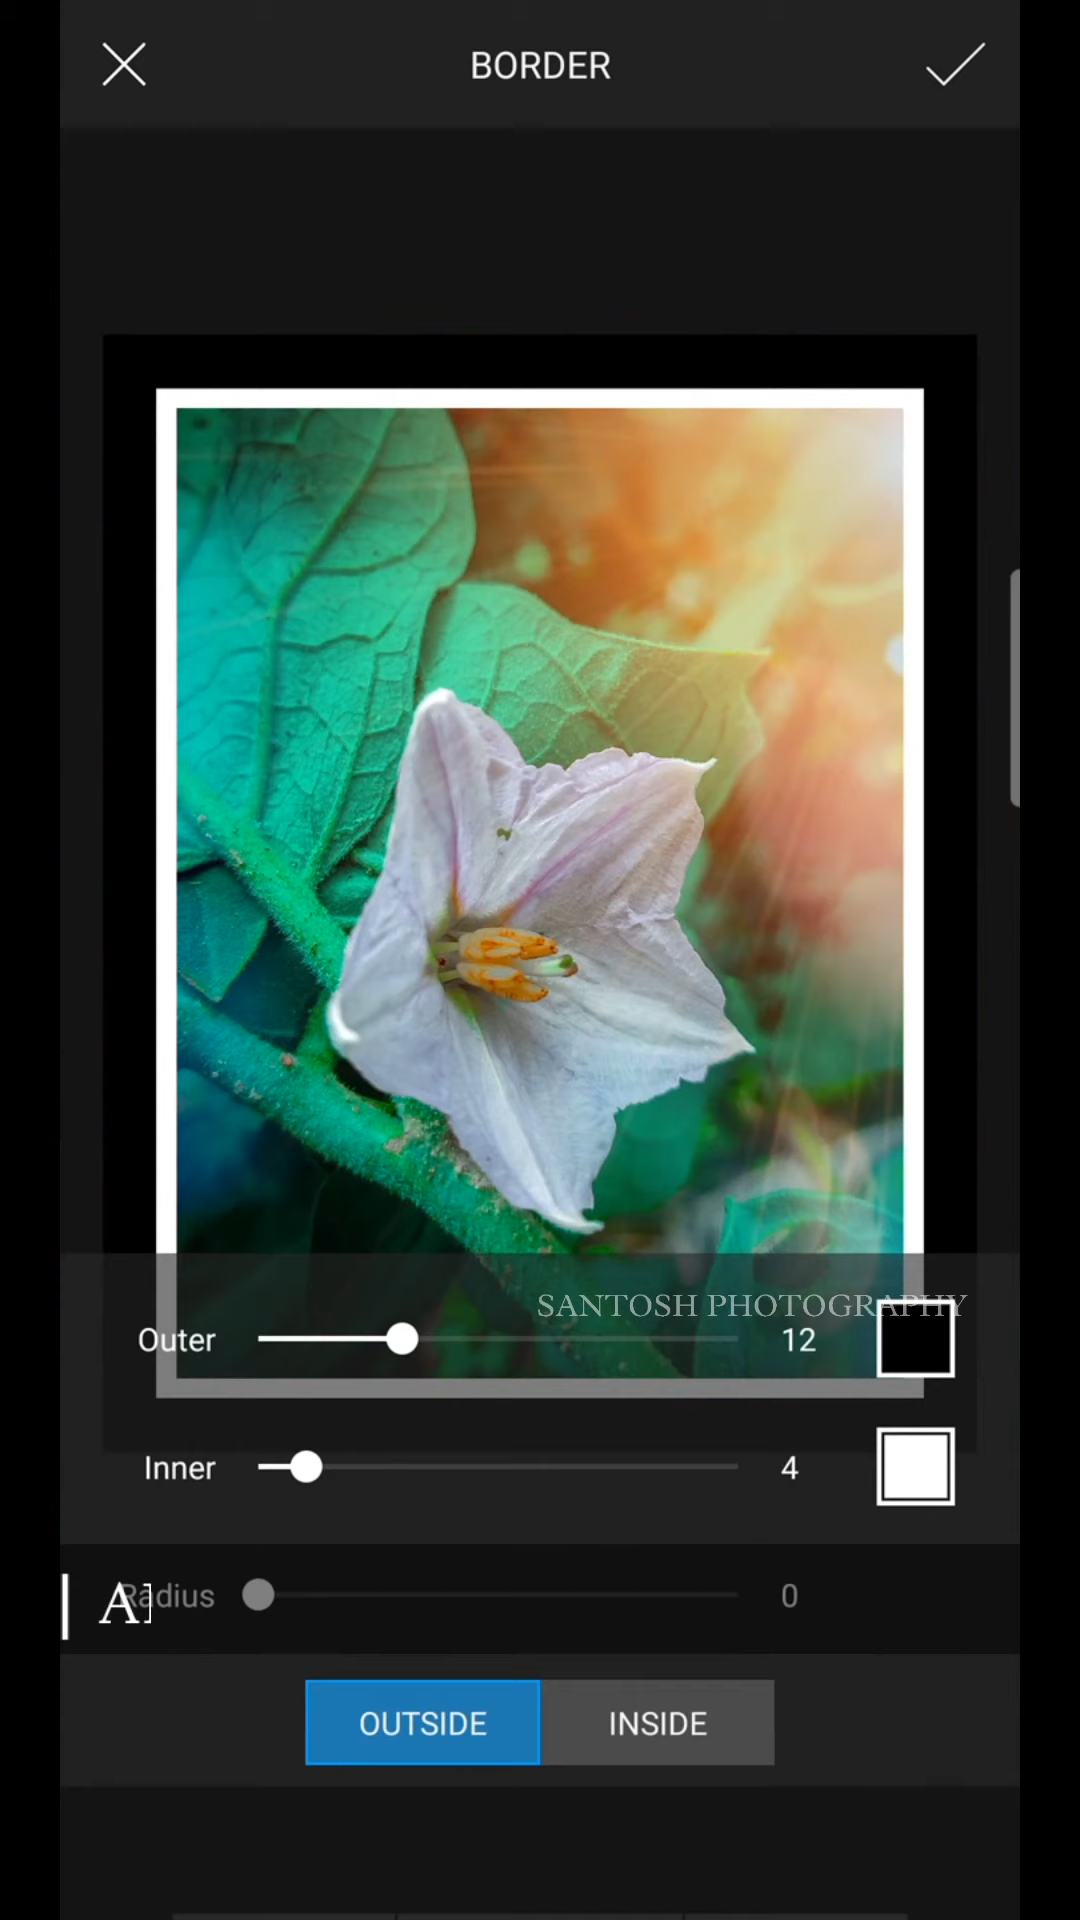 BORDER
SANTOSH PHOTOGRAPHY
Outer 12
Inner 4
Radius 0
OUTSIDE INSIDE